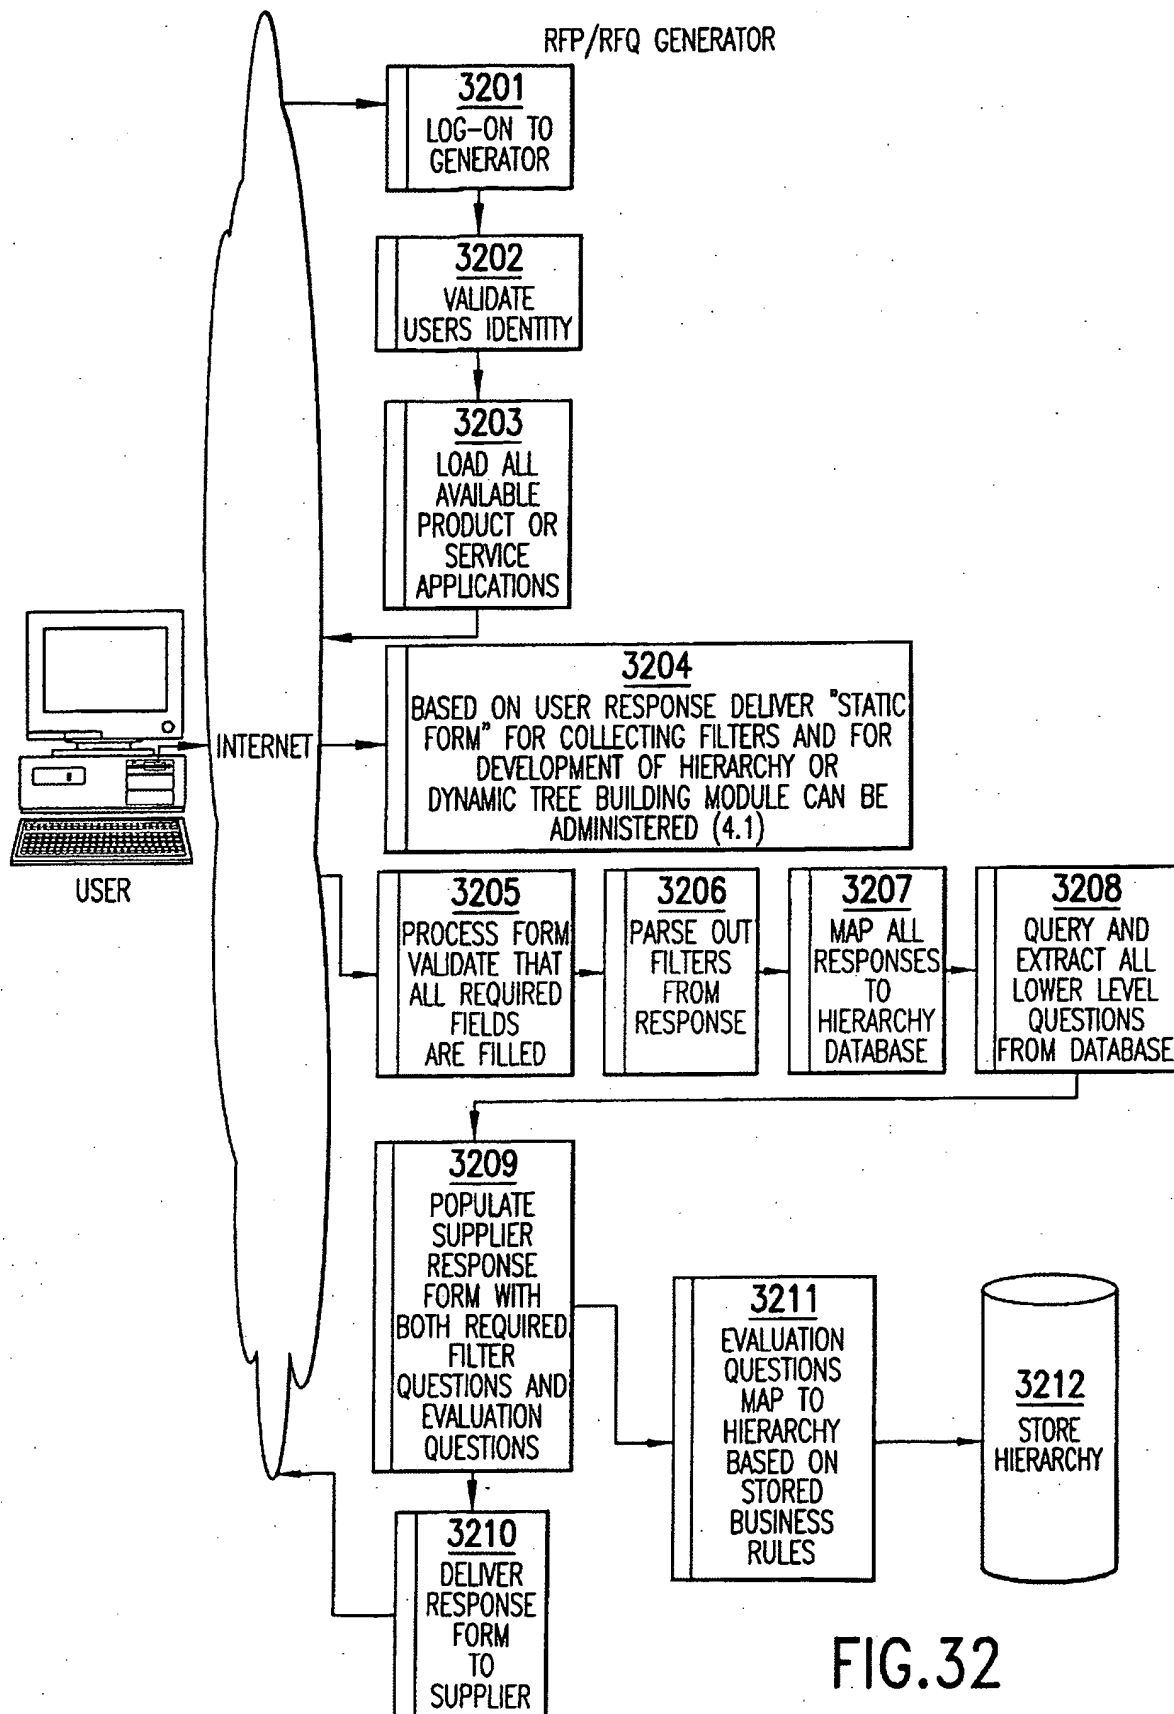 RFP/RFQ GENERATOR
3201
LOG-ON TO
GENERATOR
3202
VALIDATE
USERS IDENTITY
3203
LOAD ALL
AVAILABLE
PRODUCT OR
SERVICE
APPLICATIONS
3204
BASED ON USER RESPONSE DELIVER "STATIC
FORM" FOR COLLECTING FILTERS AND FOR
DEVELOPMENT OF HIERARCHY OR
DYNAMIC TREE BUILDING MODULE CAN BE
ADMINISTERED (4.1)
INTERNET
USER
3205
PROCESS FORM
VALIDATE THAT
ALL REQUIRED
FIELDS
ARE FILLED
3206
PARSE OUT
FILTERS
FROM
RESPONSE
3207
MAP ALL
RESPONSES
TO
HIERARCHY
DATABASE
3208
QUERY AND
EXTRACT ALL
LOWER LEVEL
QUESTIONS
FROM DATABASE
3209
POPULATE
SUPPLIER
RESPONSE
FORM WITH
BOTH REQUIRED
FILTER
QUESTIONS AND
EVALUATION
QUESTIONS
3211
EVALUATION
QUESTIONS
MAP TO
HIERARCHY
BASED ON
STORED
BUSINESS
RULES
3212
STORE
HIERARCHY
3210
DELIVER
RESPONSE
FORM
TO
SUPPLIER
FIG.32